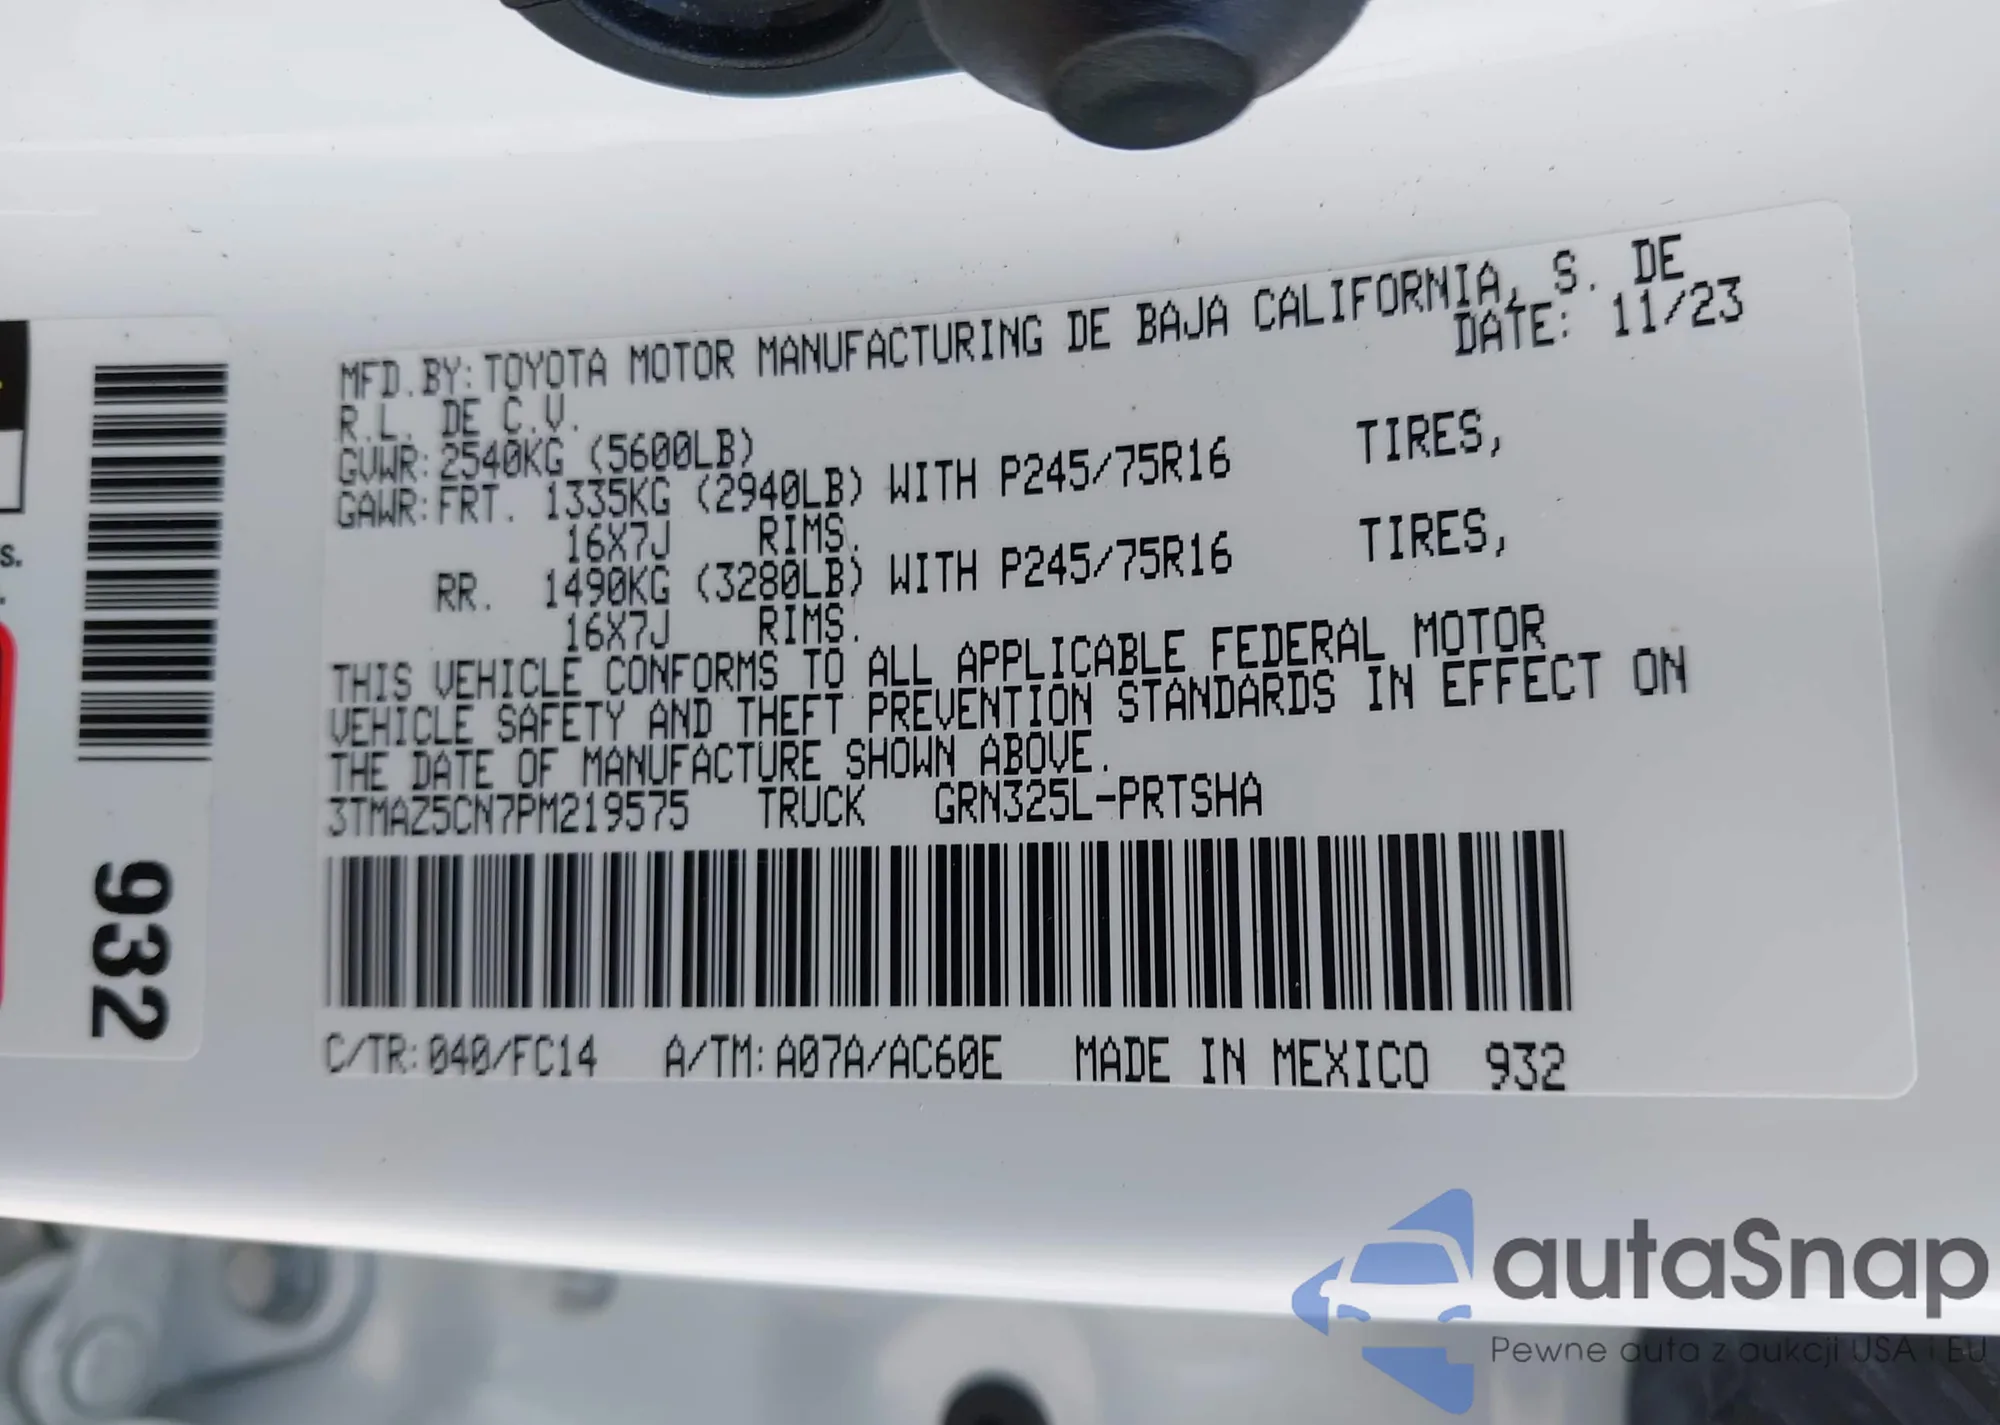 MFD.BY:TOYOTA MOTOR MANUFACTURING DE BAJA CALIFORNIA, S. DE
R.L. DE C.V. DATE: 11/23
GVWR:2540KG (5600LB)
GAWR:FRT. 1335KG (2940LB) WITH P245/75R16 TIRES,
16X7J RIMS.
RR. 1490KG (3280LB) WITH P245/75R16 TIRES,
16X7J RIMS.
THIS VEHICLE CONFORMS TO ALL APPLICABLE FEDERAL MOTOR
VEHICLE SAFETY AND THEFT PREVENTION STANDARDS IN EFFECT ON
THE DATE OF MANUFACTURE SHOWN ABOVE.
3TMAZ5CN7PM219575 TRUCK GRN325L-PRTSHA
C/TR:040/FC14 A/TM:A07A/AC60E MADE IN MEXICO 932
932
s.
autaSnap
Pewne auta z aukcji USA i EU